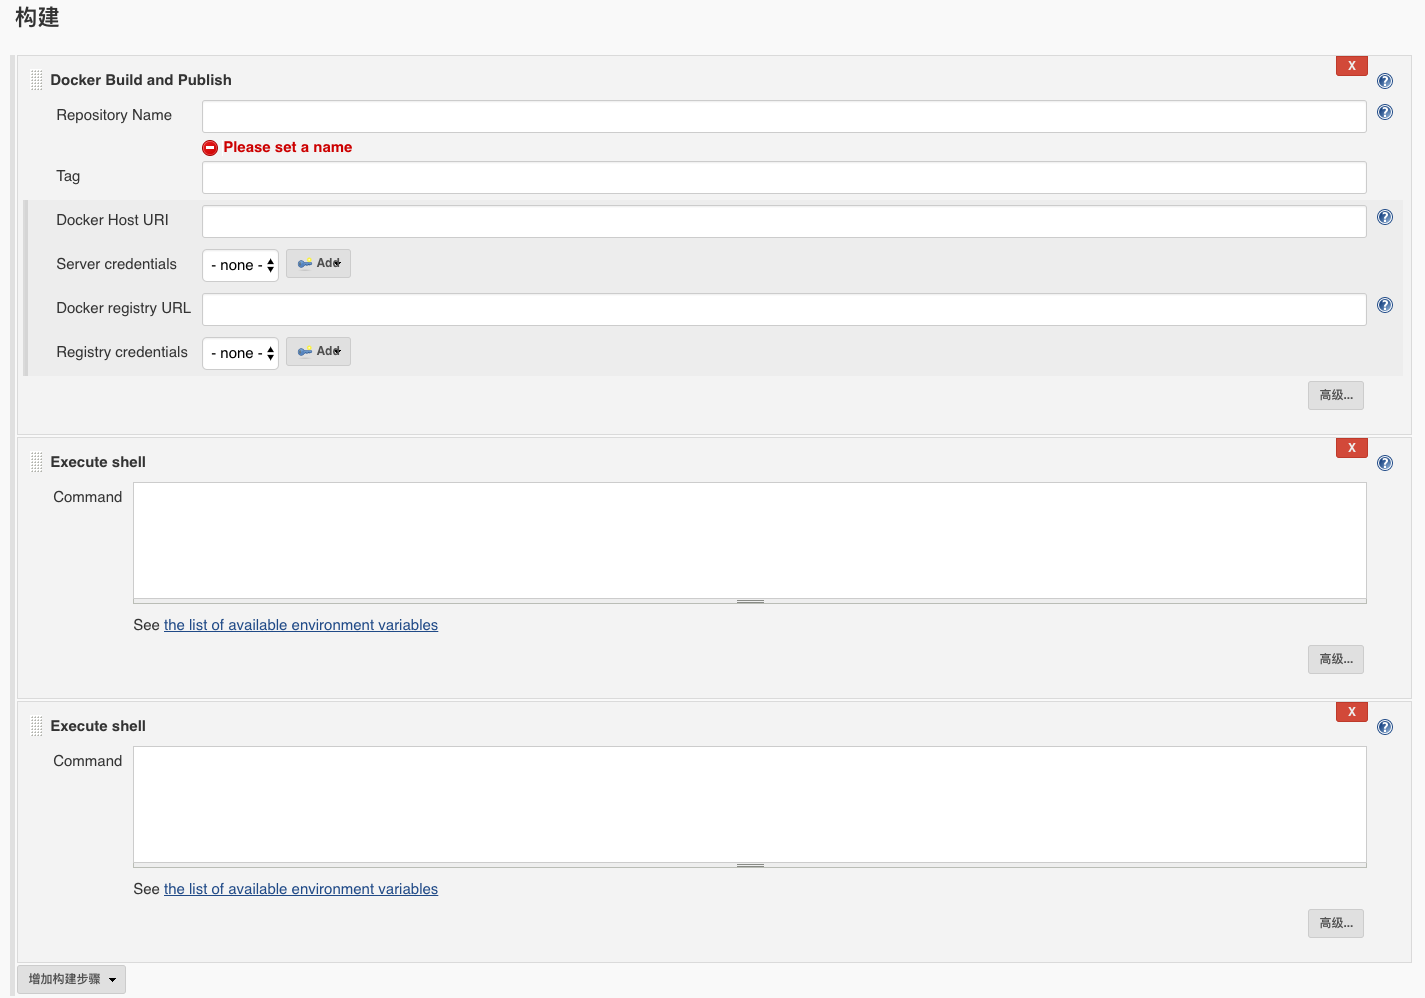 构建
X
Docker Build and Publish
Repository Name
Please set a name
Tag
Docker Host URI
Server credentials - none - Add
Docker registry URL
Registry credentials - none - Add
高级...
X
Execute shell
Command
See the list of available environment variables
高级...
X
Execute shell
Command
See the list of available environment variables
高级...
增加构建步骤